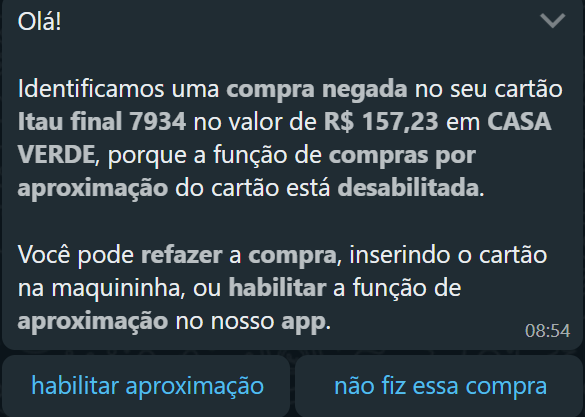 Olá!
Identificamos uma compra negada no seu cartão
Itau final 7934 no valor de R$ 157,23 em CASA
VERDE, porque a função de compras por
aproximação do cartão está desabilitada.
Você pode refazer a compra, inserindo o cartão
na maquininha, ou habilitar a função de
aproximação no nosso app.
08:54
habilitar aproximação
não fiz essa compra